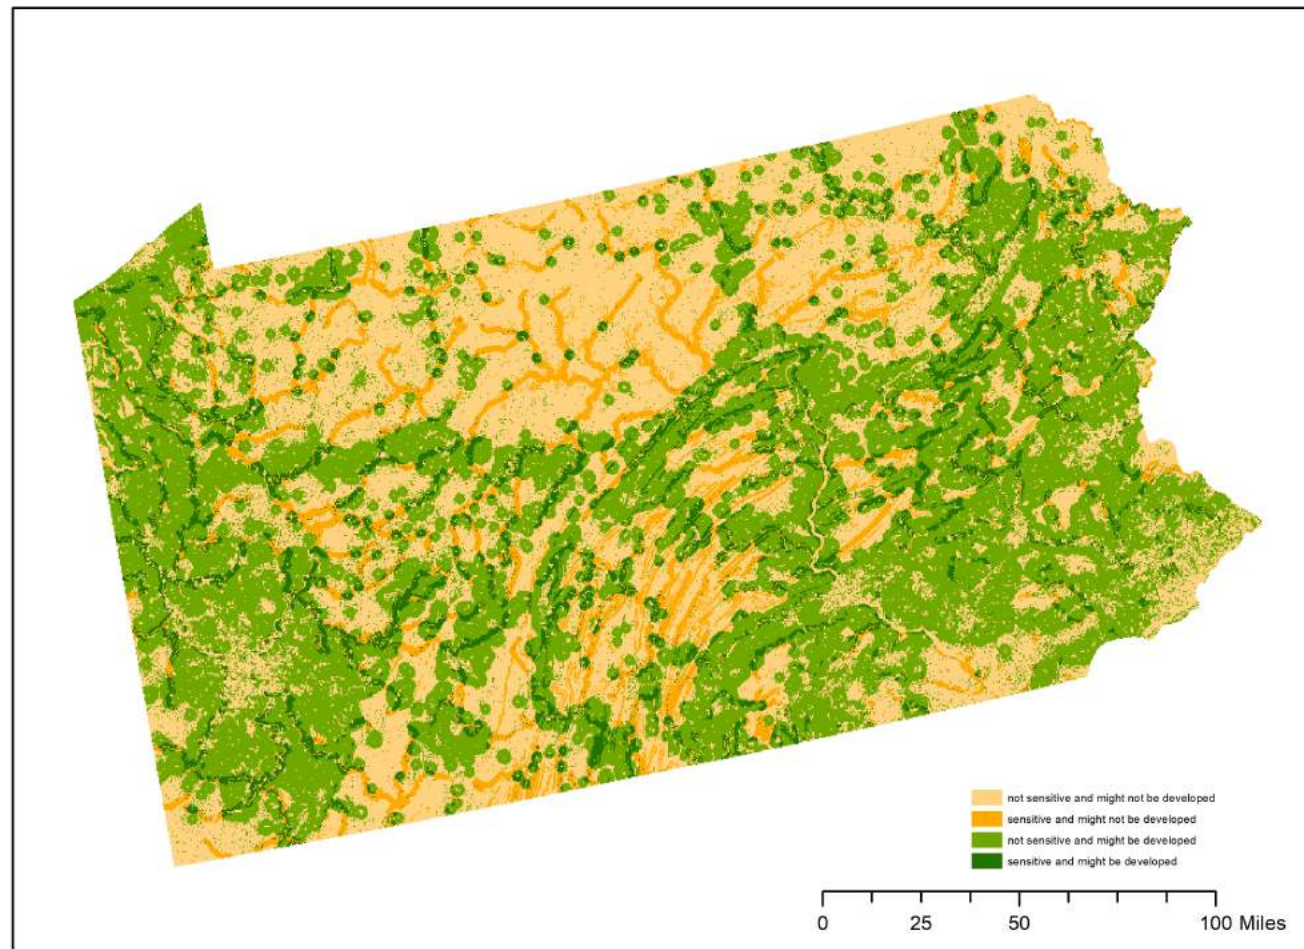 not sensitive and might not be developed
sensitive and might not be developed
not sensitive and might be developed
sensitive and might be developed
0 25 50 100 Miles